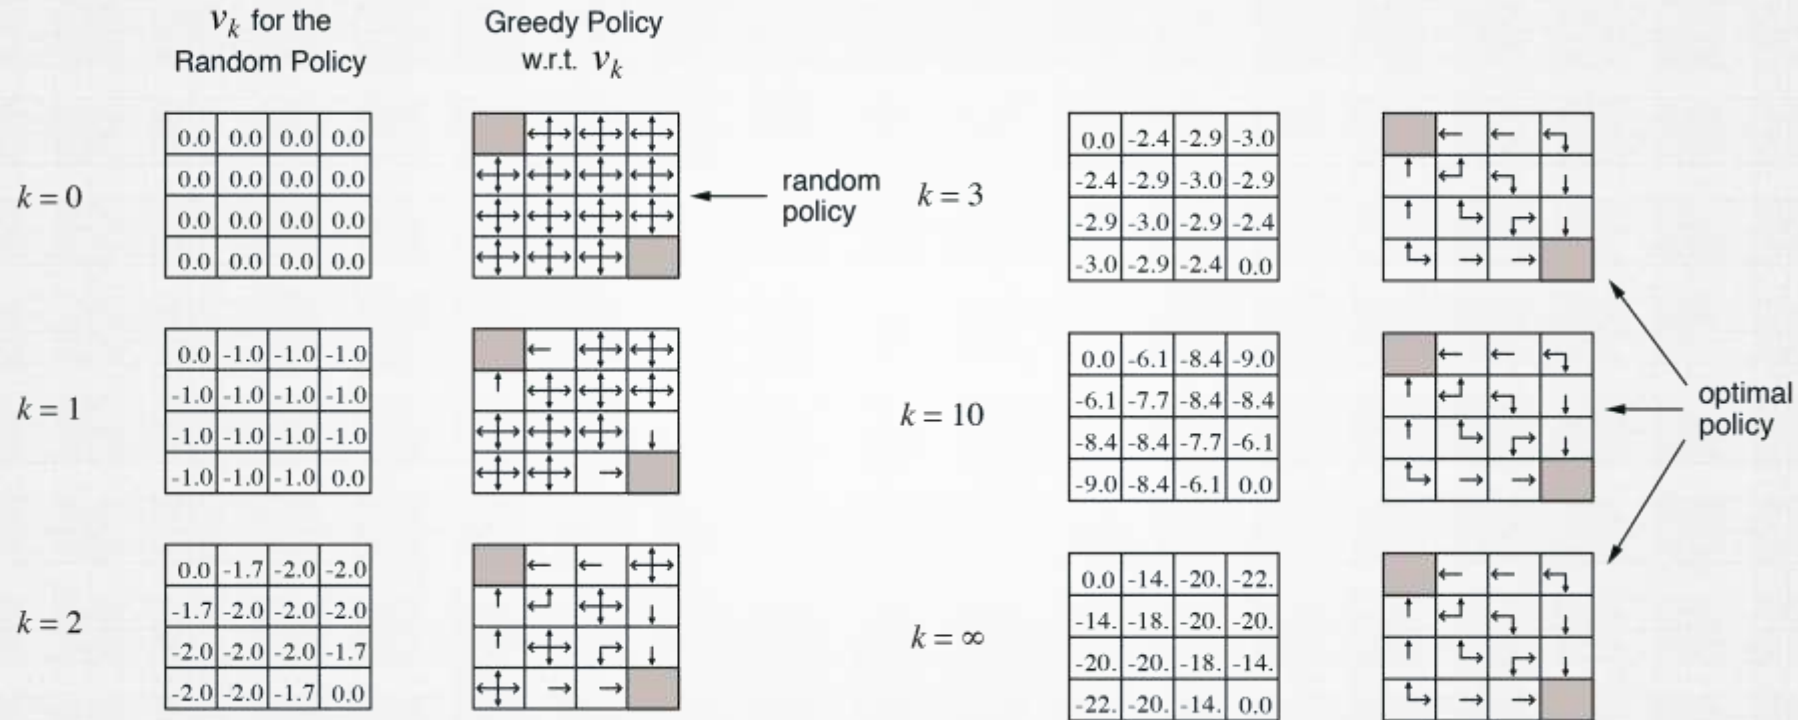 v_k for the
Random Policy
Greedy Policy
w.r.t. v_k
k = 0
0.0 0.0 0.0 0.0
0.0 0.0 0.0 0.0
0.0 0.0 0.0 0.0
0.0 0.0 0.0 0.0
random
policy
k = 1
0.0 -1.0 -1.0 -1.0
-1.0 -1.0 -1.0 -1.0
-1.0 -1.0 -1.0 -1.0
-1.0 -1.0 -1.0 0.0
k = 2
0.0 -1.7 -2.0 -2.0
-1.7 -2.0 -2.0 -2.0
-2.0 -2.0 -2.0 -1.7
-2.0 -2.0 -1.7 0.0
k = 3
0.0 -2.4 -2.9 -3.0
-2.4 -2.9 -3.0 -2.9
-2.9 -3.0 -2.9 -2.4
-3.0 -2.9 -2.4 0.0
k = 10
0.0 -6.1 -8.4 -9.0
-6.1 -7.7 -8.4 -8.4
-8.4 -8.4 -7.7 -6.1
-9.0 -8.4 -6.1 0.0
optimal
policy
k = ∞
0.0 -14. -20. -22.
-14. -18. -20. -20.
-20. -20. -18. -14.
-22. -20. -14. 0.0